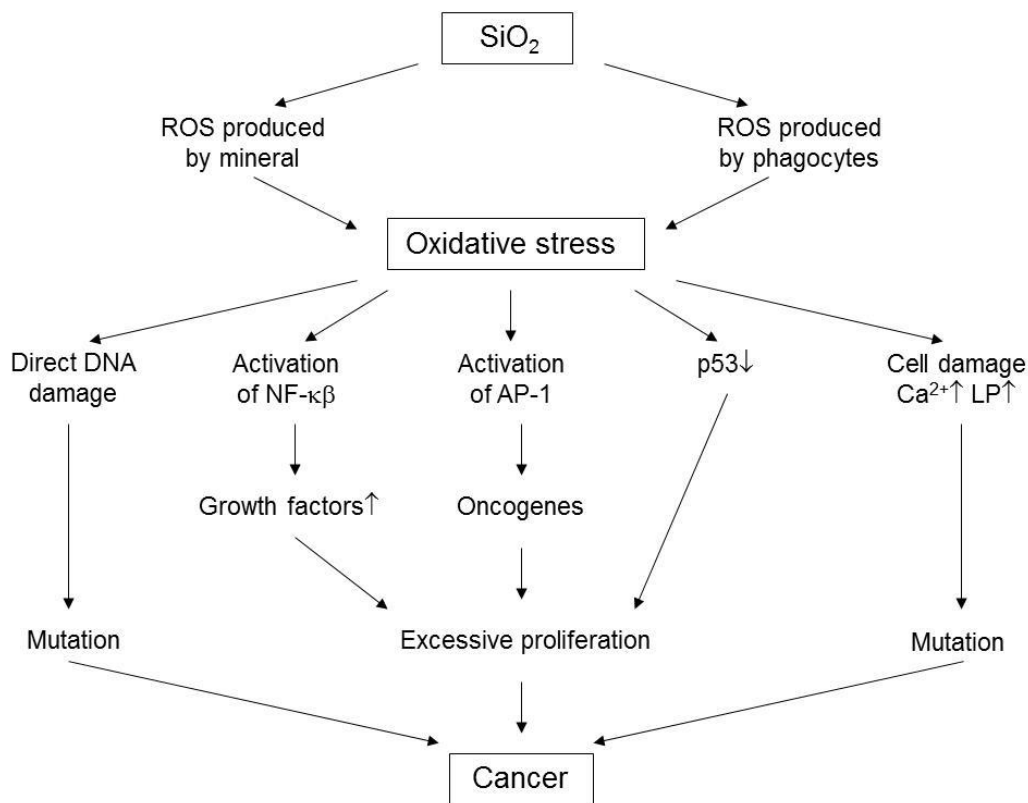 SiO₂
ROS produced
by mineral
ROS produced
by phagocytes
Oxidative stress
Direct DNA
damage
Activation
of NF-κβ
Activation
of AP-1
p53↓
Cell damage
Ca²⁺↑ LP↑
Growth factors↑
Oncogenes
Mutation
Excessive proliferation
Mutation
Cancer